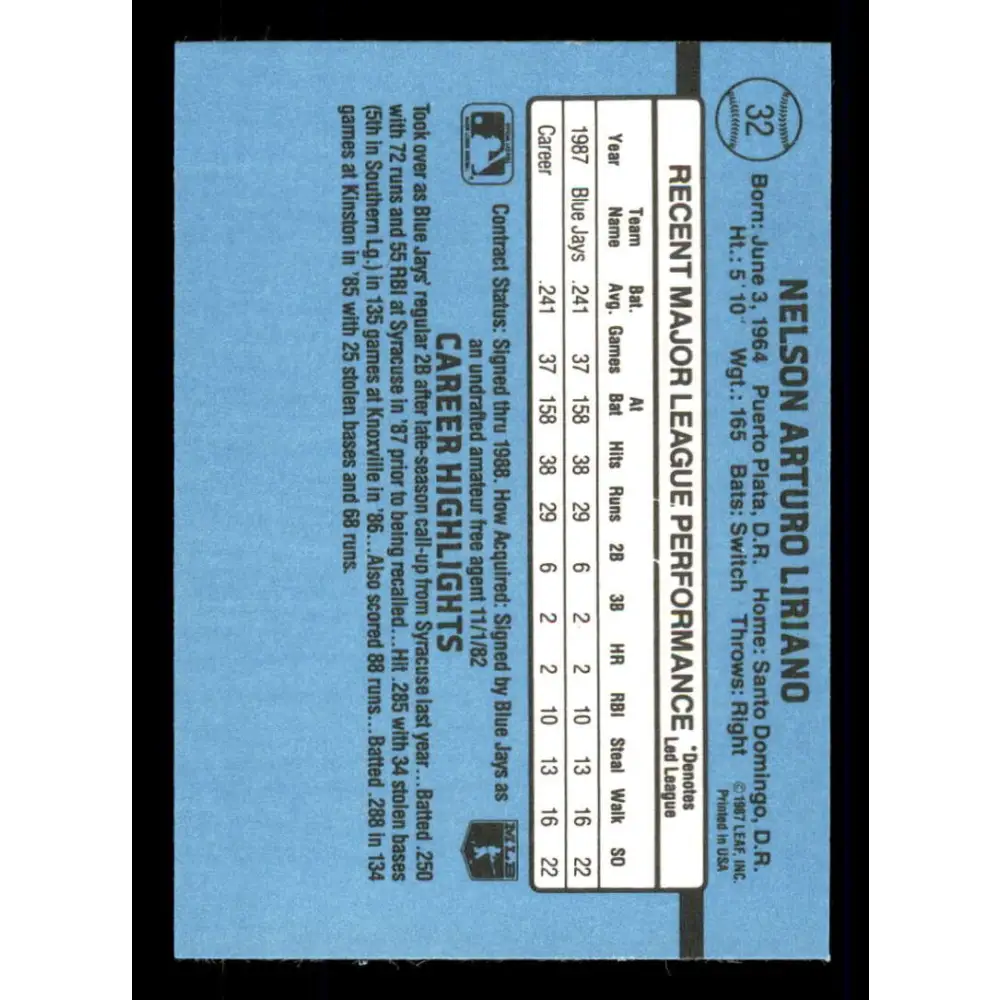 32
NELSON ARTURO LIRIANO
Born: June 3, 1964 Puerto Plata, D.R. Home: Santo Domingo, D.R.
Ht.: 5'10" Wgt.: 165 Bats: Switch Throws: Right
©1987 LEAF, INC.
Printed in USA
RECENT MAJOR LEAGUE PERFORMANCE
*Denotes
Led League
Year Team Name Bat. Avg. Games At Bat Hits Runs 2B 3B HR RBI Steal Walk SO
1987 Blue Jays .241 37 158 38 29 6 2 2 10 13 16 22
Career .241 37 158 38 29 6 2 2 10 13 16 22
MLB
Contract Status: Signed thru 1988. How Acquired: Signed by Blue Jays as
an undrafted amateur free agent 11/1/82
CAREER HIGHLIGHTS
Took over as Blue Jays' regular 2B after late-season call-up from Syracuse last year...Batted .250
with 72 runs and 55 RBI at Syracuse in '87 prior to being recalled...Hit .285 with 34 stolen bases
(5th in Southern Lg.) in 135 games at Knoxville in '86...Also scored 88 runs...Batted .288 in 134
games at Kinston in '85 with 25 stolen bases and 68 runs.